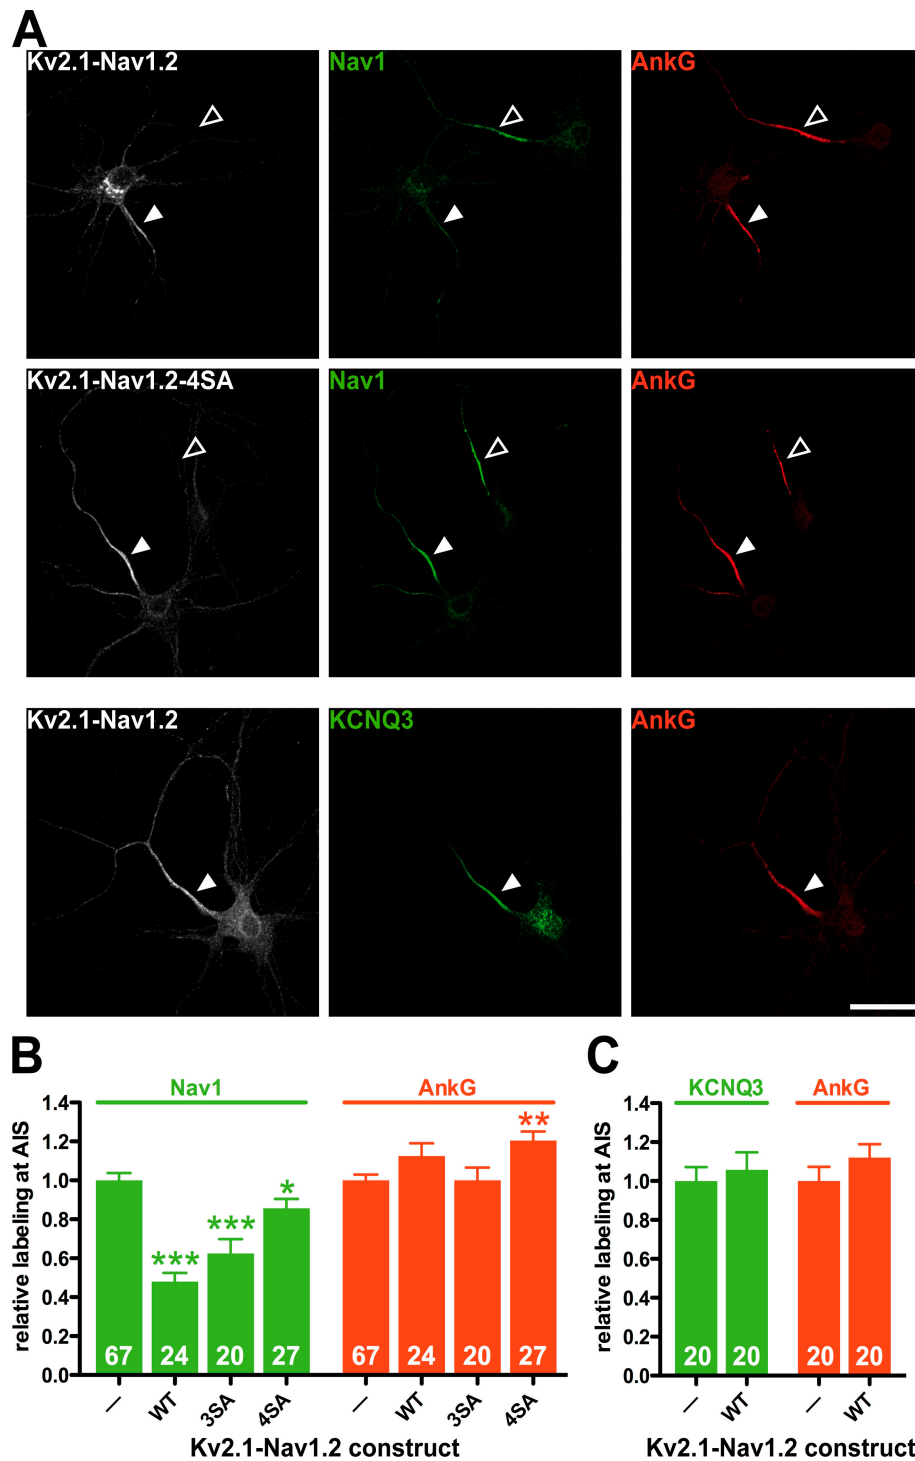 A
Kv2.1-Nav1.2 Nav1 AnkG
Kv2.1-Nav1.2-4SA Nav1 AnkG
Kv2.1-Nav1.2 KCNQ3 AnkG
B
Nav1 AnkG
relative labeling at AIS
1.4
1.2
1.0
0.8
0.6
0.4
0.2
0.0
*** *** * **
67 24 20 27 67 24 20 27
— WT 3SA 4SA — WT 3SA 4SA
Kv2.1-Nav1.2 construct
C
KCNQ3 AnkG
relative labeling at AIS
1.4
1.2
1.0
0.8
0.6
0.4
0.2
0.0
20 20 20 20
— WT — WT
Kv2.1-Nav1.2 construct